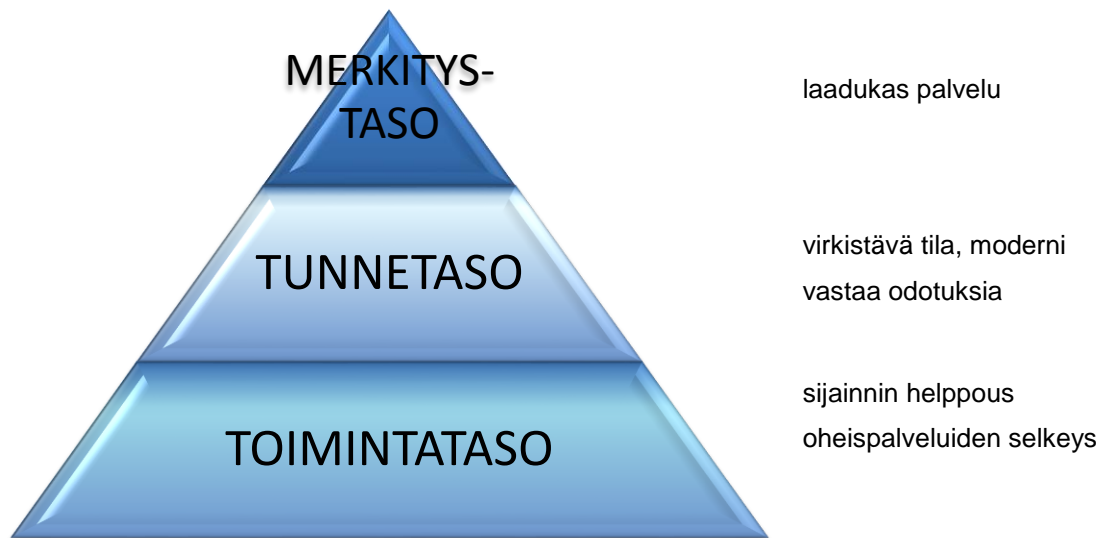 MERKITYS-
TASO
laadukas palvelu
TUNNETASO
virkistävä tila, moderni
vastaa odotuksia
TOIMINTATASO
sijainnin helppous
oheispalveluiden selkeys